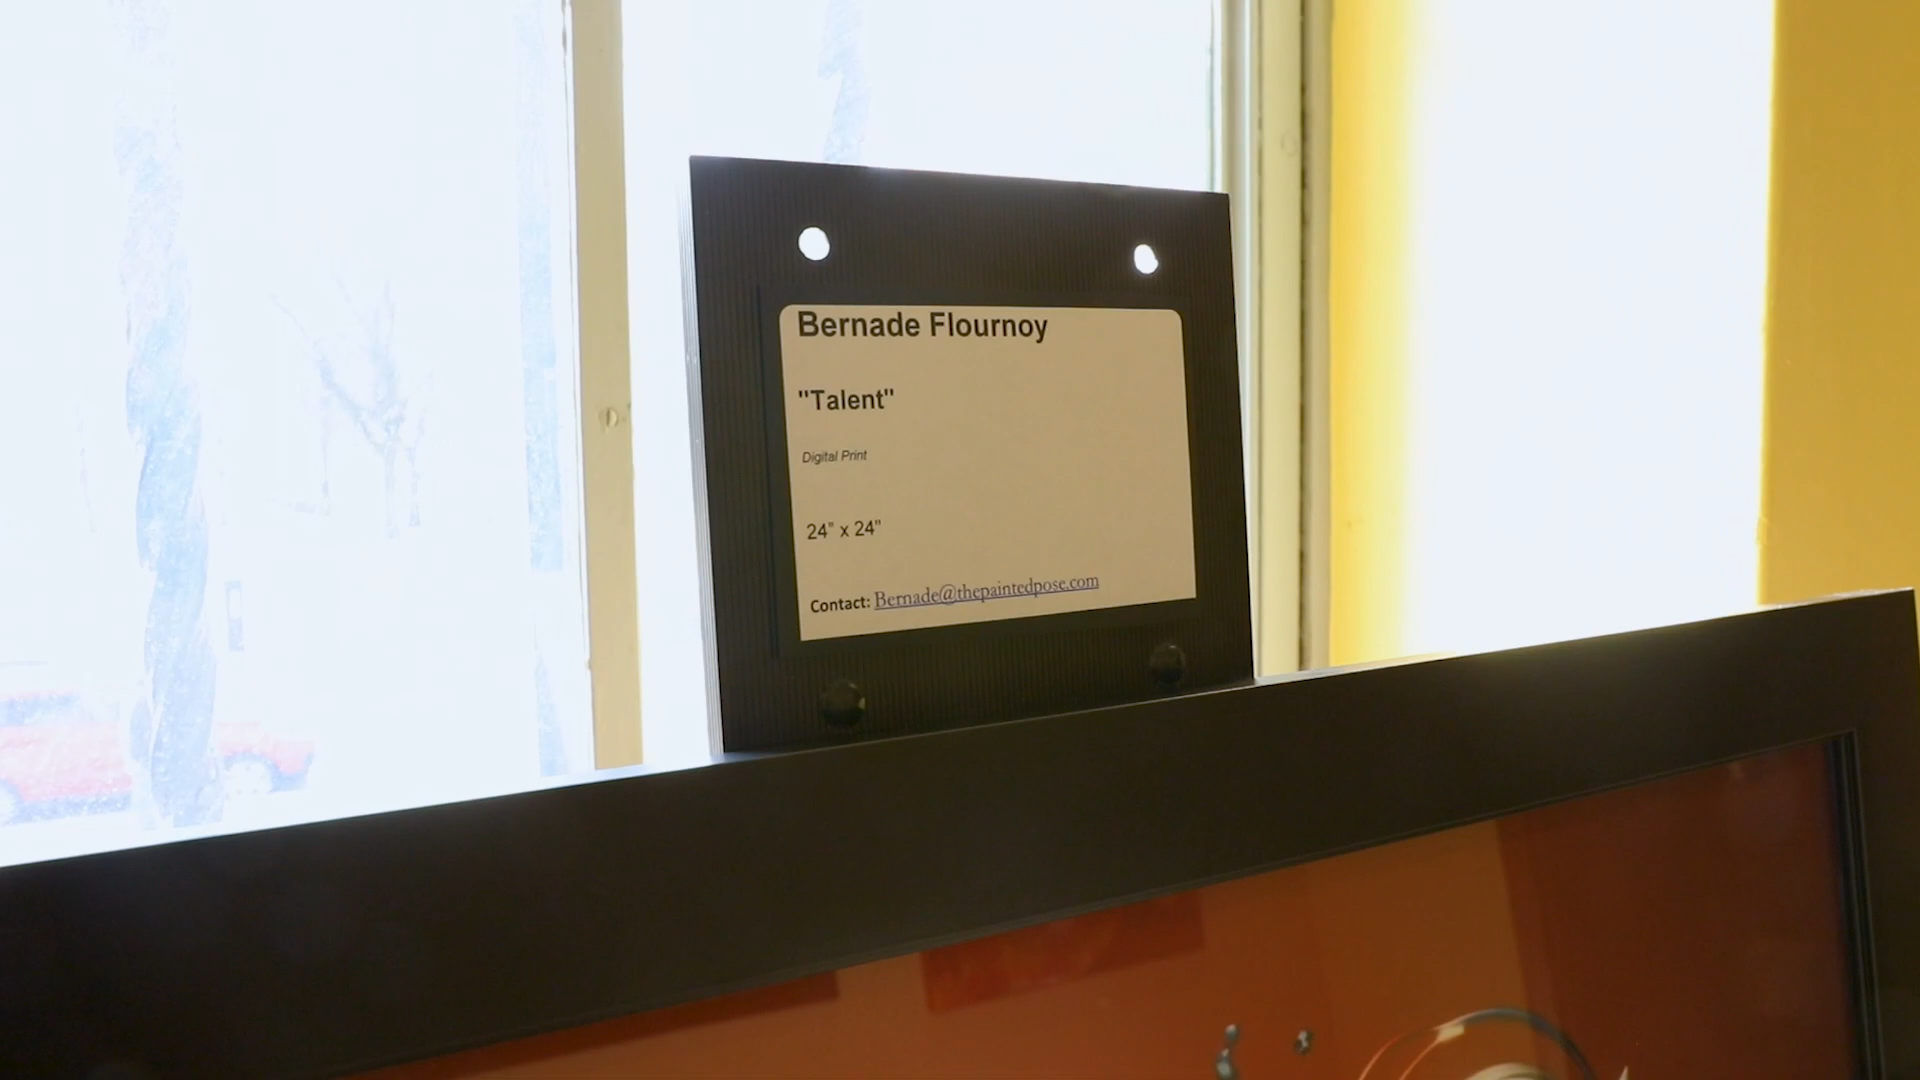 Bernade Flournoy
"Talent"
Digital Print
24" x 24"
Contact: Bernade@thepaintedpose.com